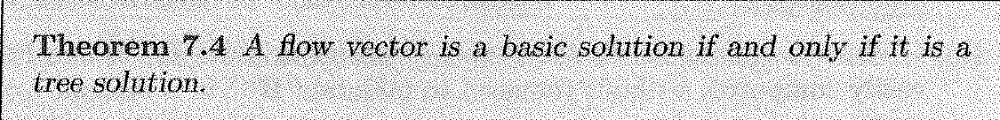 Theorem 7.4 A flow vector is a basic solution if and only if it is a
tree solution.